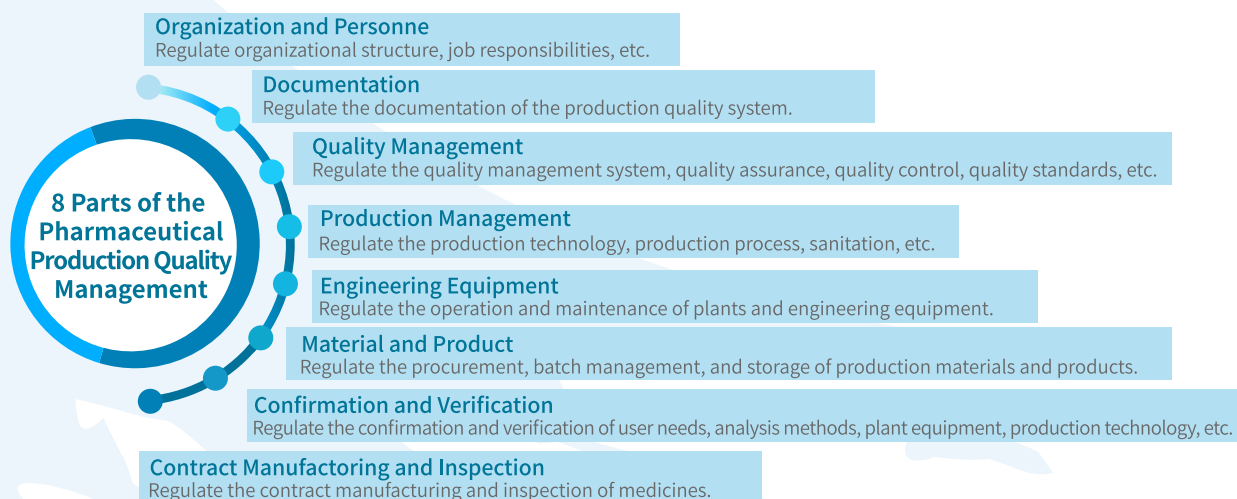 Organization and Personne
Regulate organizational structure, job responsibilities, etc.
Documentation
Regulate the documentation of the production quality system.
Quality Management
Regulate the quality management system, quality assurance, quality control, quality standards, etc.
8 Parts of the
Pharmaceutical
Production Quality
Management
Production Management
Regulate the production technology, production process, sanitation, etc.
Engineering Equipment
Regulate the operation and maintenance of plants and engineering equipment.
Material and Product
Regulate the procurement, batch management, and storage of production materials and products.
Confirmation and Verification
Regulate the confirmation and verification of user needs, analysis methods, plant equipment, production technology, etc.
Contract Manufactoring and Inspection
Regulate the contract manufacturing and inspection of medicines.